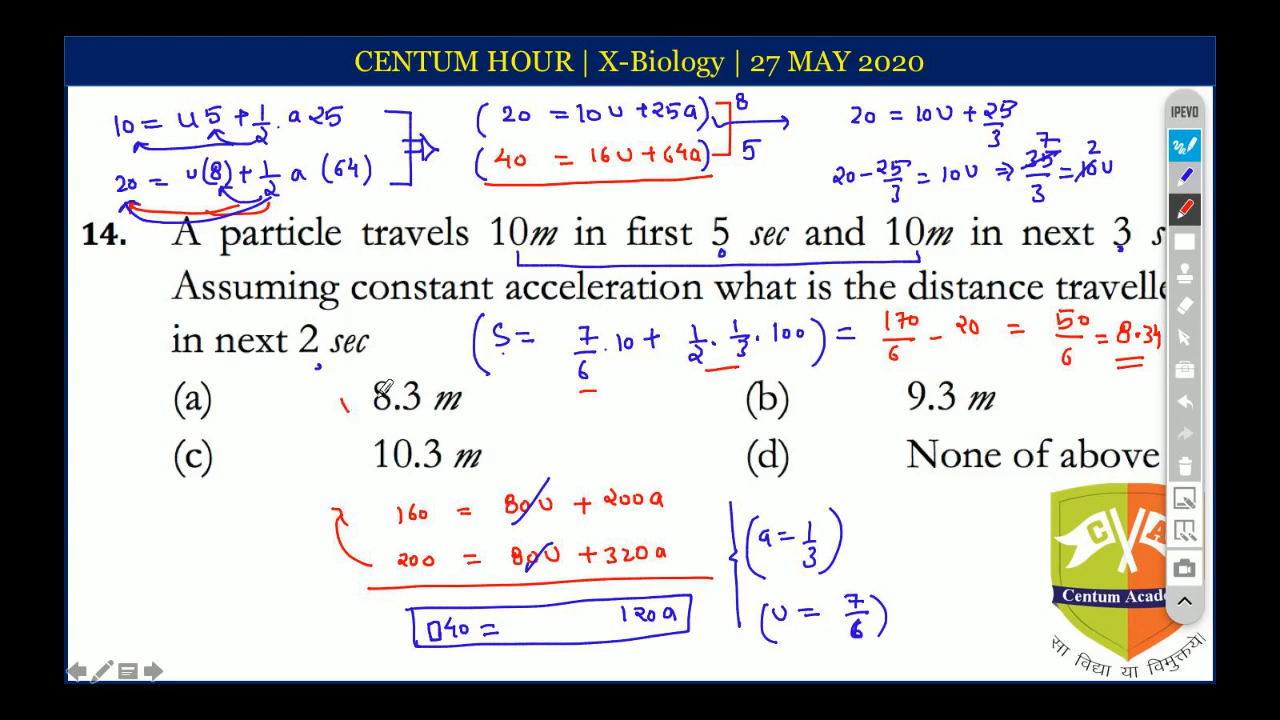 CENTUM HOUR | X-Biology | 27 MAY 2020
IPEVO
10 = u 5 + 1/2 . a 25
20 = u(8) + 1/2 a (64)
( 20 = 10u + 25a) 8
( 40 = 16u + 64a) 5
20 = 10u + 25/3
20 - 25/3 = 10u ⇒ 35/3 = 10u
7 2
14. A particle travels 10m in first 5 sec and 10m in next 3 s
Assuming constant acceleration what is the distance travelle
in next 2 sec
( S = 7/6 . 10 + 1/2 . 1/3 . 100 ) = 170/6 - 20 = 50/6 = 8.34
(a) 8.3 m (b) 9.3 m
(c) 10.3 m (d) None of above
160 = 80u + 200a
200 = 80u + 320a
40 = 120a
(a = 1/3)
(u = 7/6)
C A
Centum Acad
सा विद्या या विमुक्तये।